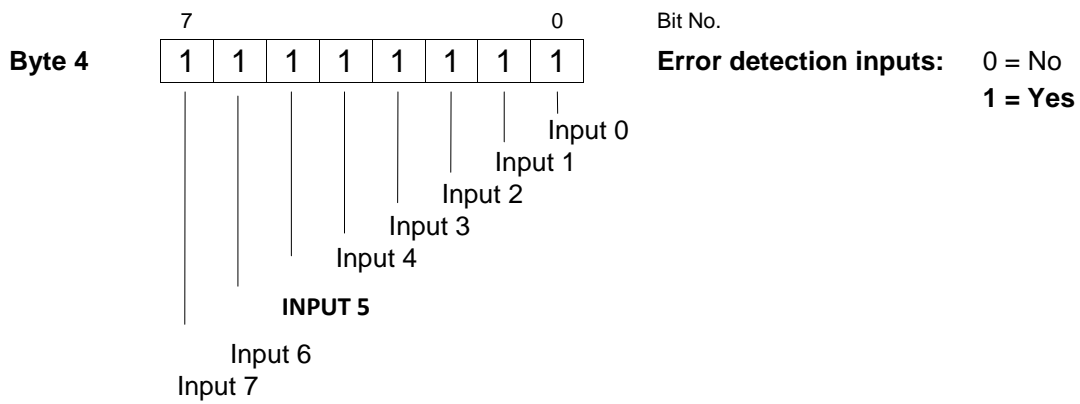 7 0 Bit No.
Byte 4 1 1 1 1 1 1 1 1 Error detection inputs: 0 = No
1 = Yes
Input 0
Input 1
Input 2
Input 3
Input 4
INPUT 5
Input 6
Input 7